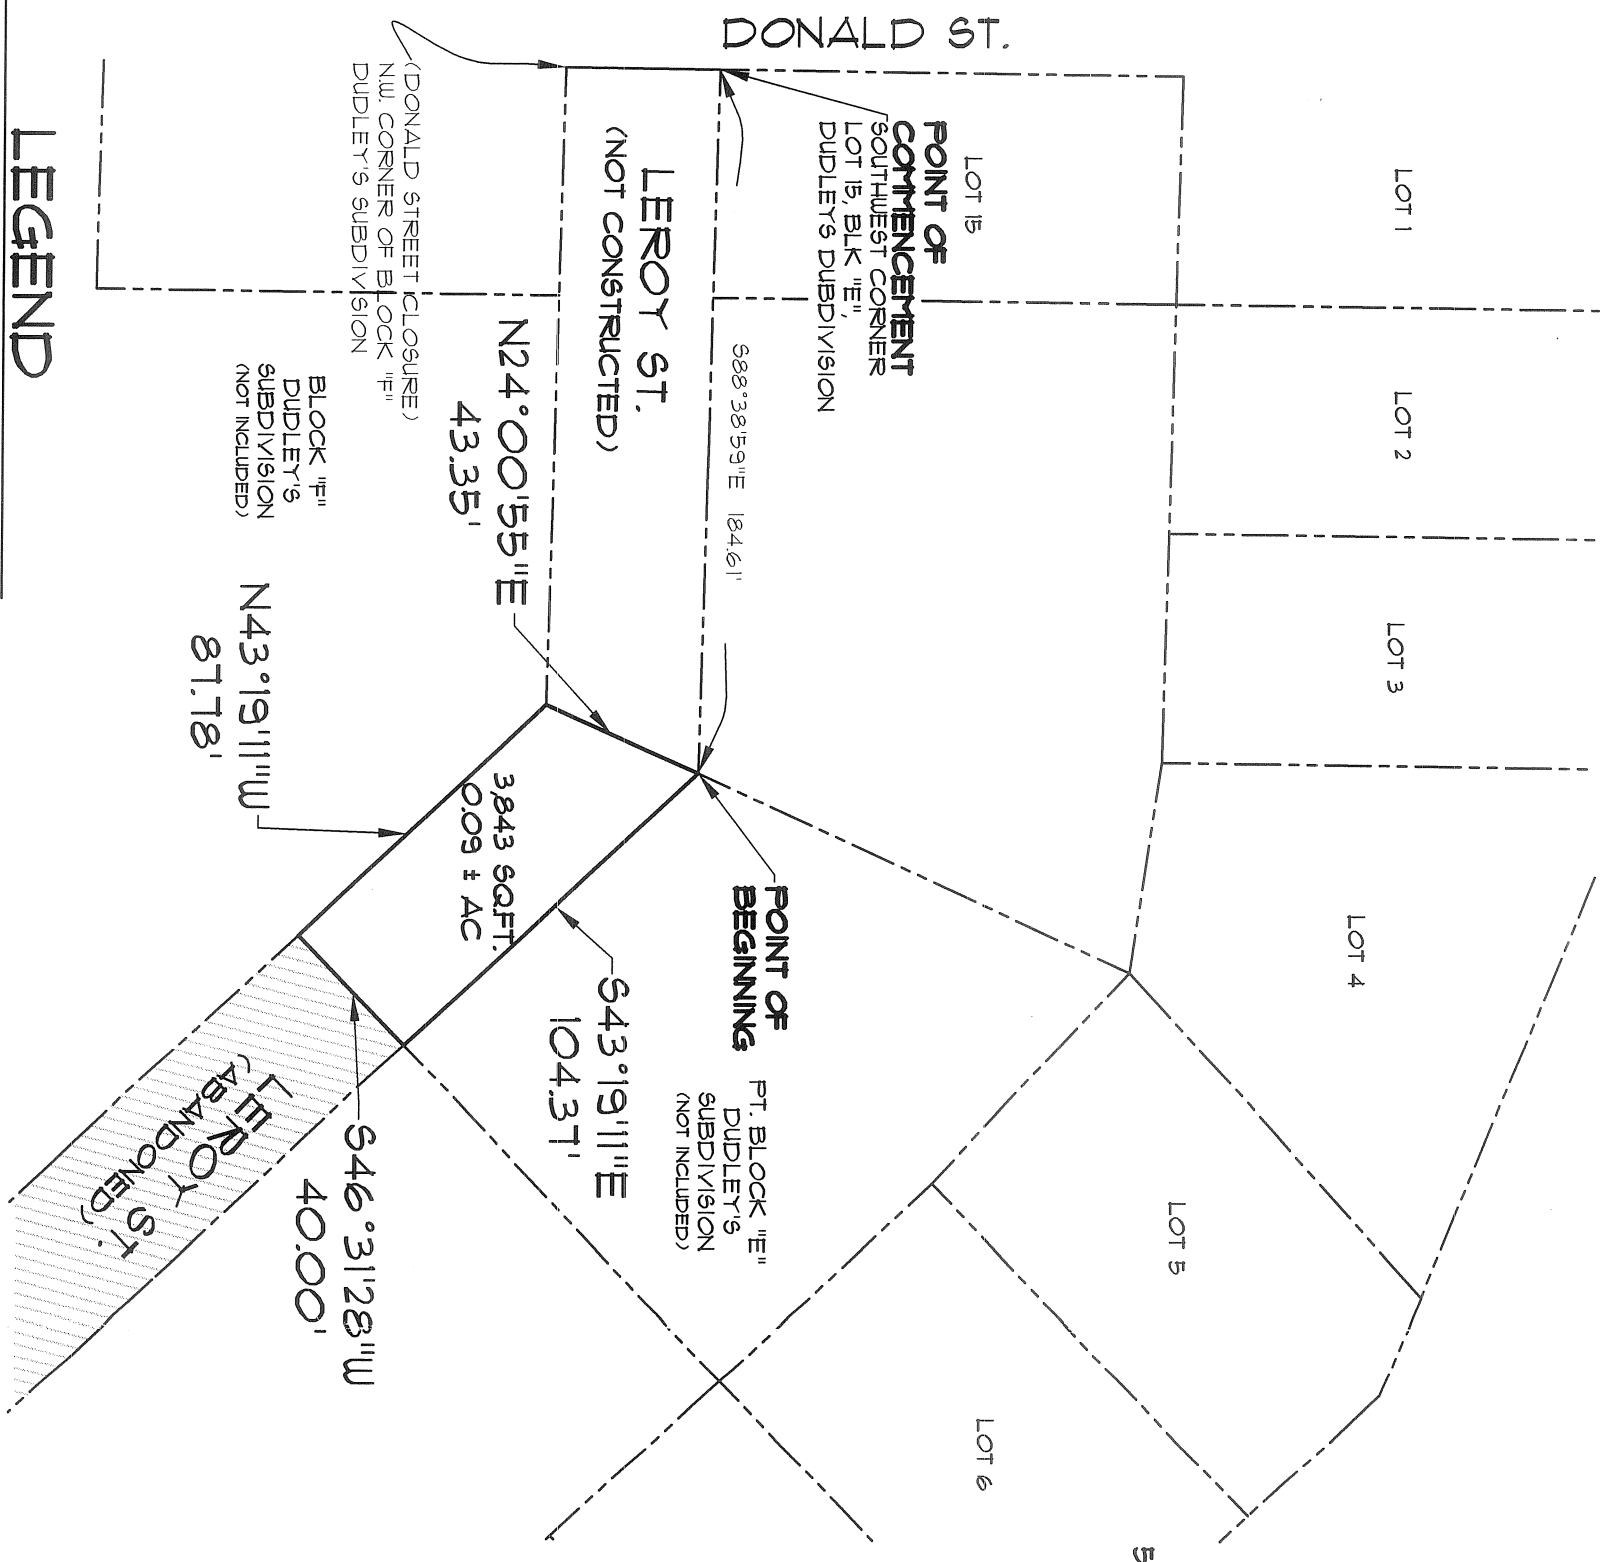 DONALD ST.
LOT 1
LOT 2
LOT 3
LOT 4
LOT 5
LOT 6
LOT 15
POINT OF
COMMENCEMENT
SOUTHWEST CORNER
LOT 15, BLK "E",
DUDLEYS DUBDIVISION
S88°38'59"E 184.61'
LEROY ST.
(NOT CONSTRUCTED)
(DONALD STREET CLOSURE)
N.W. CORNER OF BLOCK "F"
DUDLEY'S SUBDIVISION
N24°00'55"E
43.35'
BLOCK "F"
DUDLEY'S
SUBDIVISION
(NOT INCLUDED)
N43°19'11"W
87.78'
3,843 SQ.FT.
0.09 ± AC
POINT OF
BEGINNING
S43°19'11"E
104.37'
PT. BLOCK "E"
DUDLEY'S
SUBDIVISION
(NOT INCLUDED)
S46°31'28"W
40.00'
LEROY ST.
(ABANDONED)
LEGEND
5